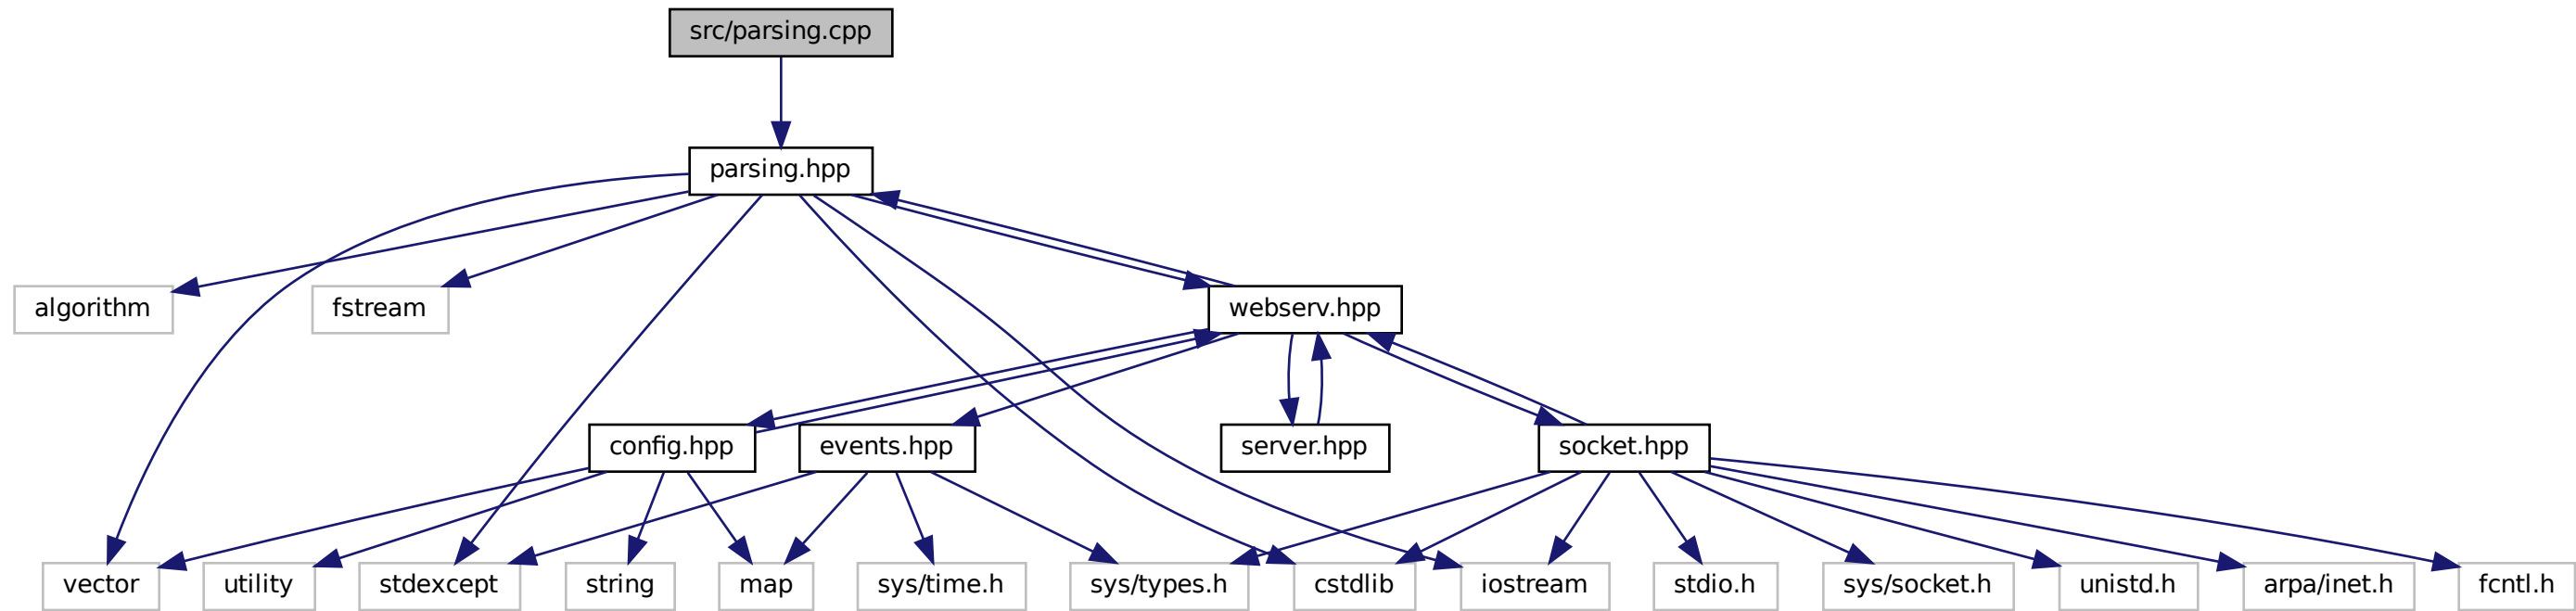 src/parsing.cpp
parsing.hpp
algorithm
fstream
webserv.hpp
config.hpp
events.hpp
server.hpp
socket.hpp
vector
utility
stdexcept
string
map
sys/time.h
sys/types.h
cstdlib
iostream
stdio.h
sys/socket.h
unistd.h
arpa/inet.h
fcntl.h